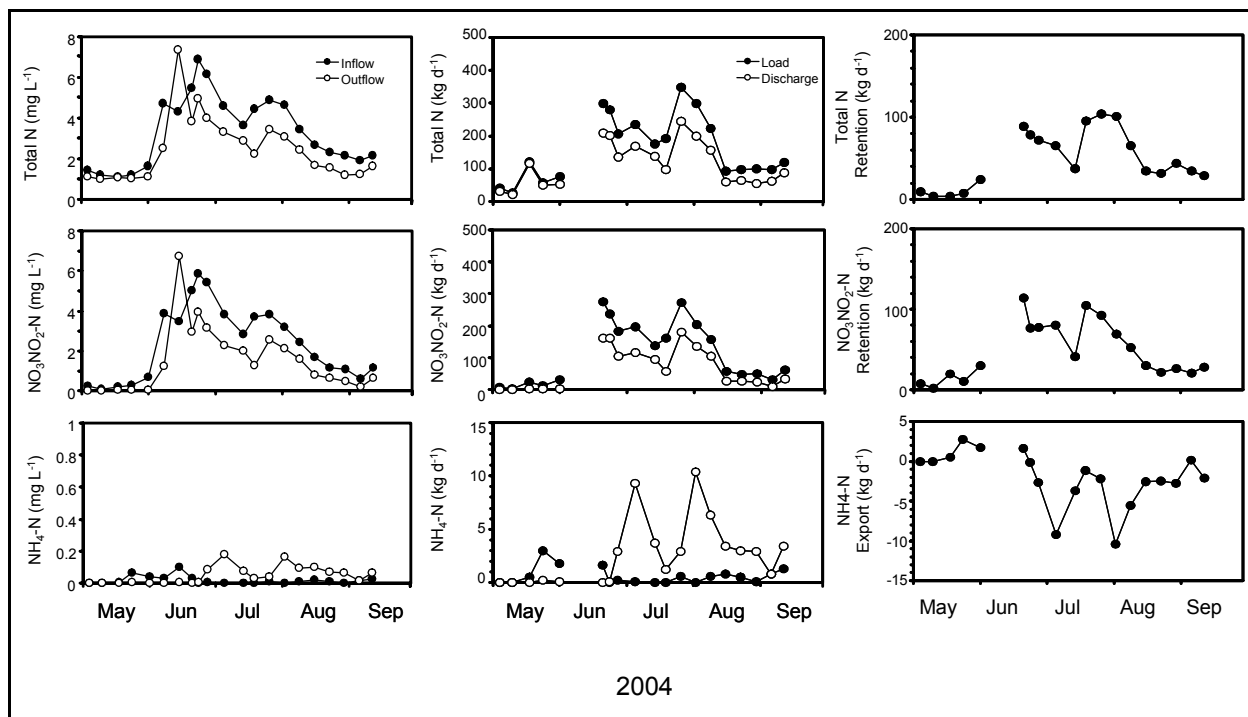 Total N (mg L-1)
8
6
4
2
0
Inflow
Outflow
Total N (kg d-1)
500
400
300
200
100
0
Load
Discharge
Total N
Retention (kg d-1)
200
100
0
NO3NO2-N (mg L-1)
8
6
4
2
0
NO3NO2-N (kg d-1)
500
400
300
200
100
0
NO3NO2-N
Retention (kg d-1)
200
100
0
NH4-N (mg L-1)
1
0.8
0.6
0.4
0.2
0
May Jun Jul Aug Sep
NH4-N (kg d-1)
15
10
5
0
May Jun Jul Aug Sep
NH4-N
Export (kg d-1)
5
0
-5
-10
-15
May Jun Jul Aug Sep
2004